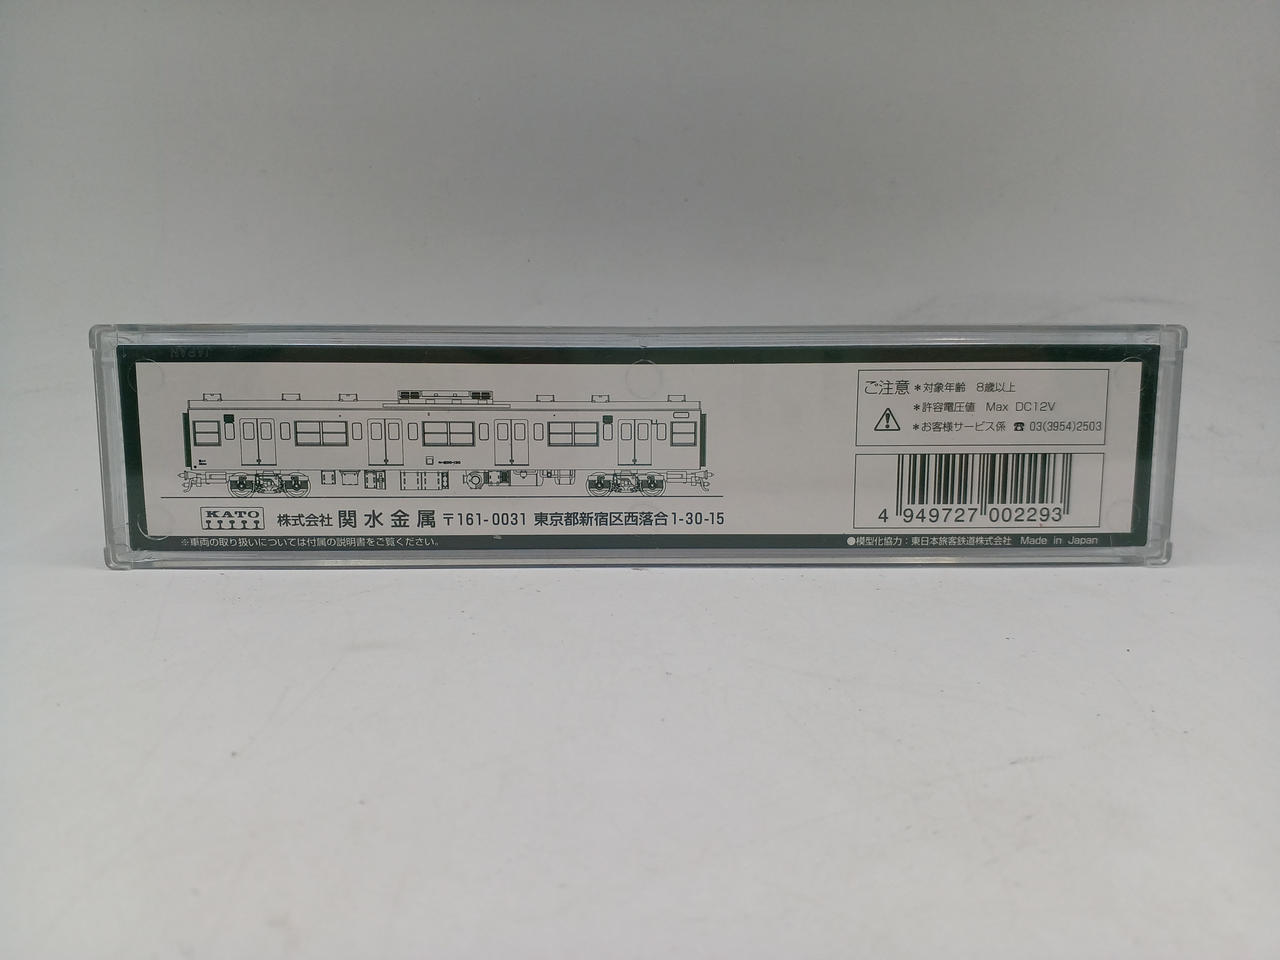 ご注意
＊対象年齢　8歳以上
＊許容電圧値　Max　DC12V
＊お客様サービス係　☎　03(3954)2503
4 949727 002293
KATO
株式会社 関水金属 〒161-0031 東京都新宿区西落合1-30-15
※車両の取り扱いについては付属の説明書をご覧ください。
●模型化協力：東日本旅客鉄道株式会社　Made in Japan